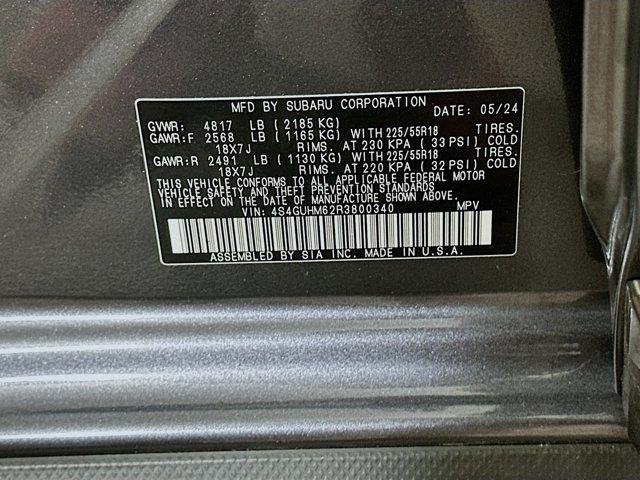 MFD BY SUBARU CORPORATION DATE: 05/24
GVWR: 4817 LB (2185 KG)
GAWR:F 2568 LB (1165 KG) WITH 225/55R18 TIRES.
18X7J RIMS. AT 230 KPA (33 PSI) COLD
GAWR:R 2491 LB (1130 KG) WITH 225/55R18 TIRES.
18X7J RIMS. AT 220 KPA (32 PSI) COLD
THIS VEHICLE CONFORMS TO ALL APPLICABLE FEDERAL MOTOR
VEHICLE SAFETY AND THEFT PREVENTION STANDARDS
IN EFFECT ON THE DATE OF MANUFACTURE SHOWN ABOVE.
VIN: 4S4GUHM62R3800340 MPV
ASSEMBLED BY SIA INC. MADE IN U.S.A.